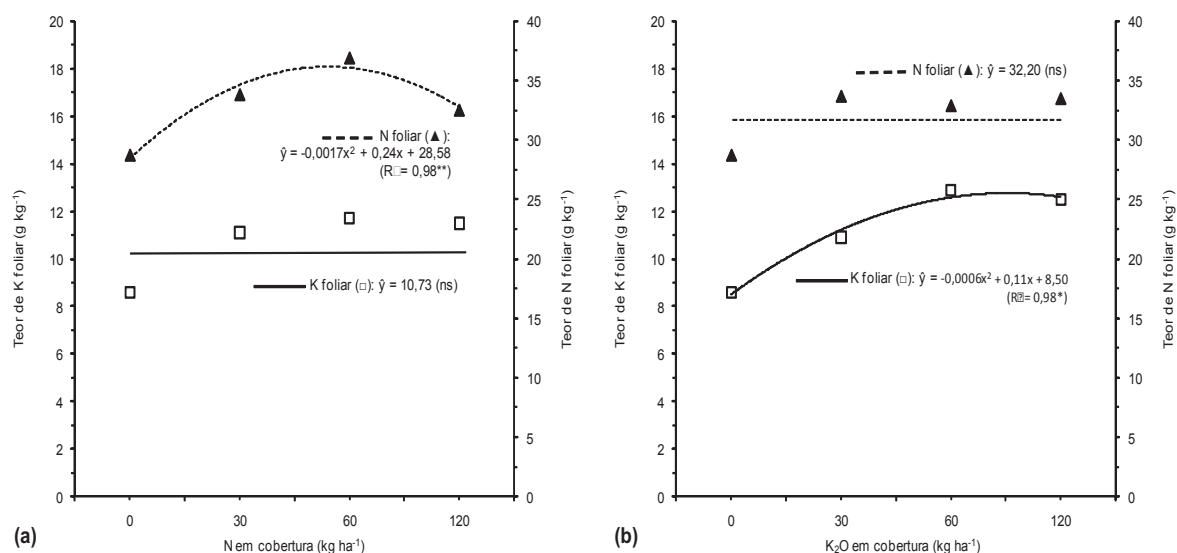 20
18
16
14
12
10
8
6
4
2
0
Teor de K foliar (g kg-1)
N foliar (▲):
ŷ = -0,0017x2 + 0,24x + 28,58
(R□= 0,98**)
K foliar (□): ŷ = 10,73 (ns)
40
35
30
25
20
15
10
5
0
Teor de N foliar (g kg-1)
0 30 60 120
(a) N em cobertura (kg ha-1)
20
18
16
14
12
10
8
6
4
2
0
Teor de K foliar (g kg-1)
N foliar (▲): ŷ = 32,20 (ns)
K foliar (□): ŷ = -0,0006x2 + 0,11x + 8,50
(R⍰= 0,98*)
40
35
30
25
20
15
10
5
0
Teor de N foliar (g kg-1)
0 30 60 120
(b) K2O em cobertura (kg ha-1)